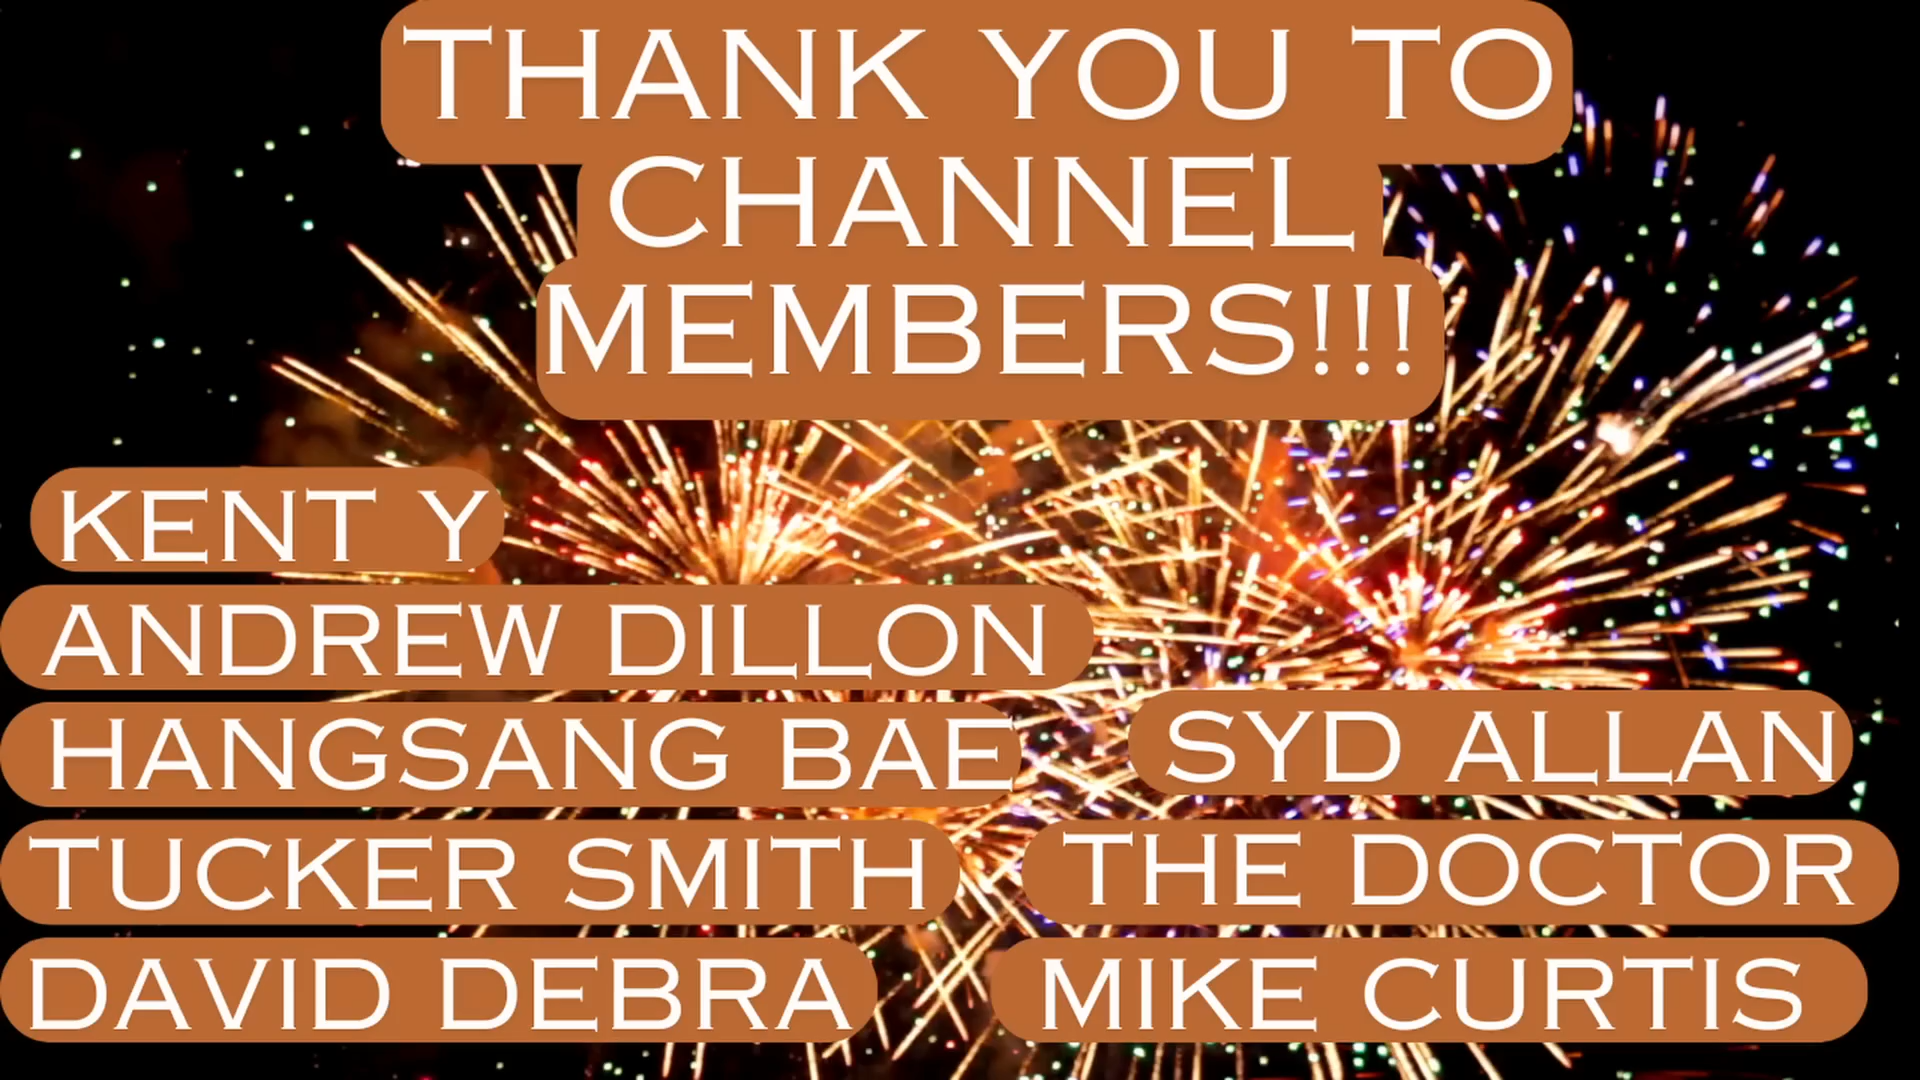 THANK YOU TO
CHANNEL
MEMBERS!!!
KENT Y
ANDREW DILLON
HANGSANG BAE
SYD ALLAN
TUCKER SMITH
THE DOCTOR
DAVID DEBRA
MIKE CURTIS